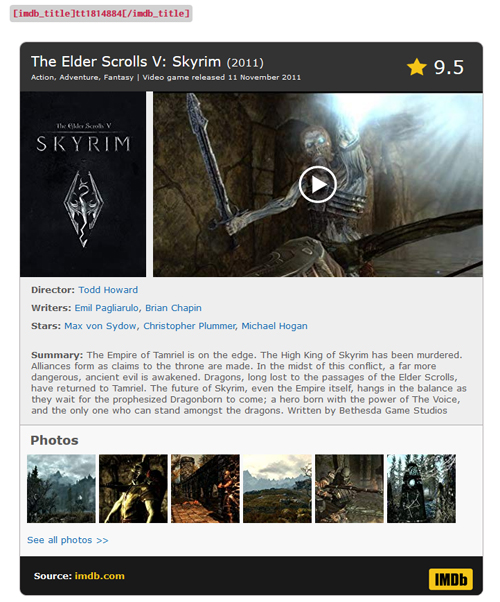 [imdb_title]tt1814884[/imdb_title]
The Elder Scrolls V: Skyrim (2011)
Action, Adventure, Fantasy | Video game released 11 November 2011
9.5
The Elder Scrolls V
SKYRIM
Director: Todd Howard
Writers: Emil Pagliarulo, Brian Chapin
Stars: Max von Sydow, Christopher Plummer, Michael Hogan
Summary: The Empire of Tamriel is on the edge. The High King of Skyrim has been murdered.
Alliances form as claims to the throne are made. In the midst of this conflict, a far more
dangerous, ancient evil is awakened. Dragons, long lost to the passages of the Elder Scrolls,
have returned to Tamriel. The future of Skyrim, even the Empire itself, hangs in the balance as
they wait for the prophesized Dragonborn to come; a hero born with the power of The Voice,
and the only one who can stand amongst the dragons. Written by Bethesda Game Studios
Photos
See all photos >>
Source: imdb.com
IMDb